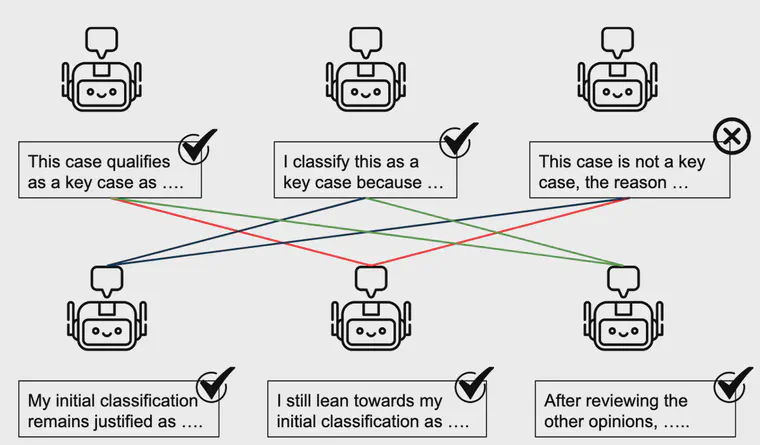 This case qualifies
as a key case as ….
I classify this as a
key case because …
This case is not a key
case, the reason …
My initial classification
remains justified as ….
I still lean towards my
initial classification as ….
After reviewing the
other opinions, …..